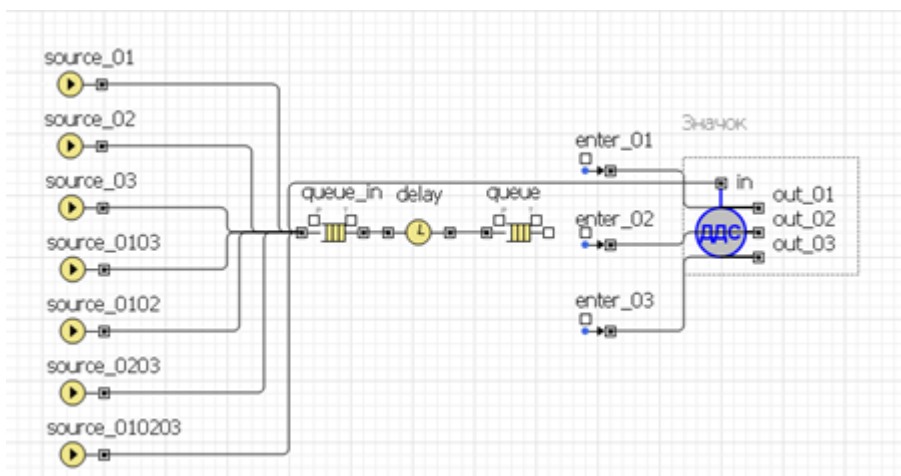 source_01
source_02
source_03
source_0103
source_0102
source_0203
source_010203
queue_in
delay
queue
enter_01
enter_02
enter_03
Значок
in
ДДС
out_01
out_02
out_03